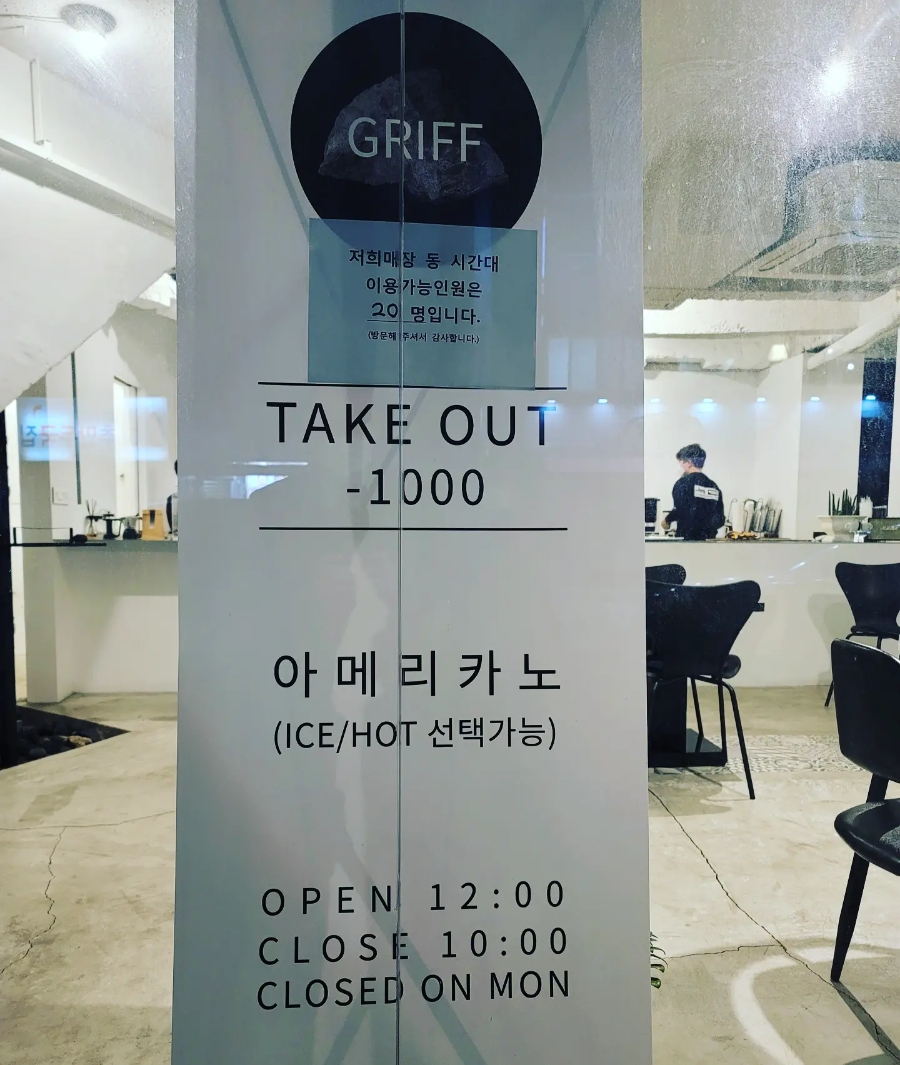 GRIFF
저희매장 동 시간대
이용가능인원은
20 명입니다.
(방문해 주셔서 감사합니다.)
TAKE OUT
-1000
아메리카노
(ICE/HOT 선택가능)
OPEN 12:00
CLOSE 10:00
CLOSED ON MON